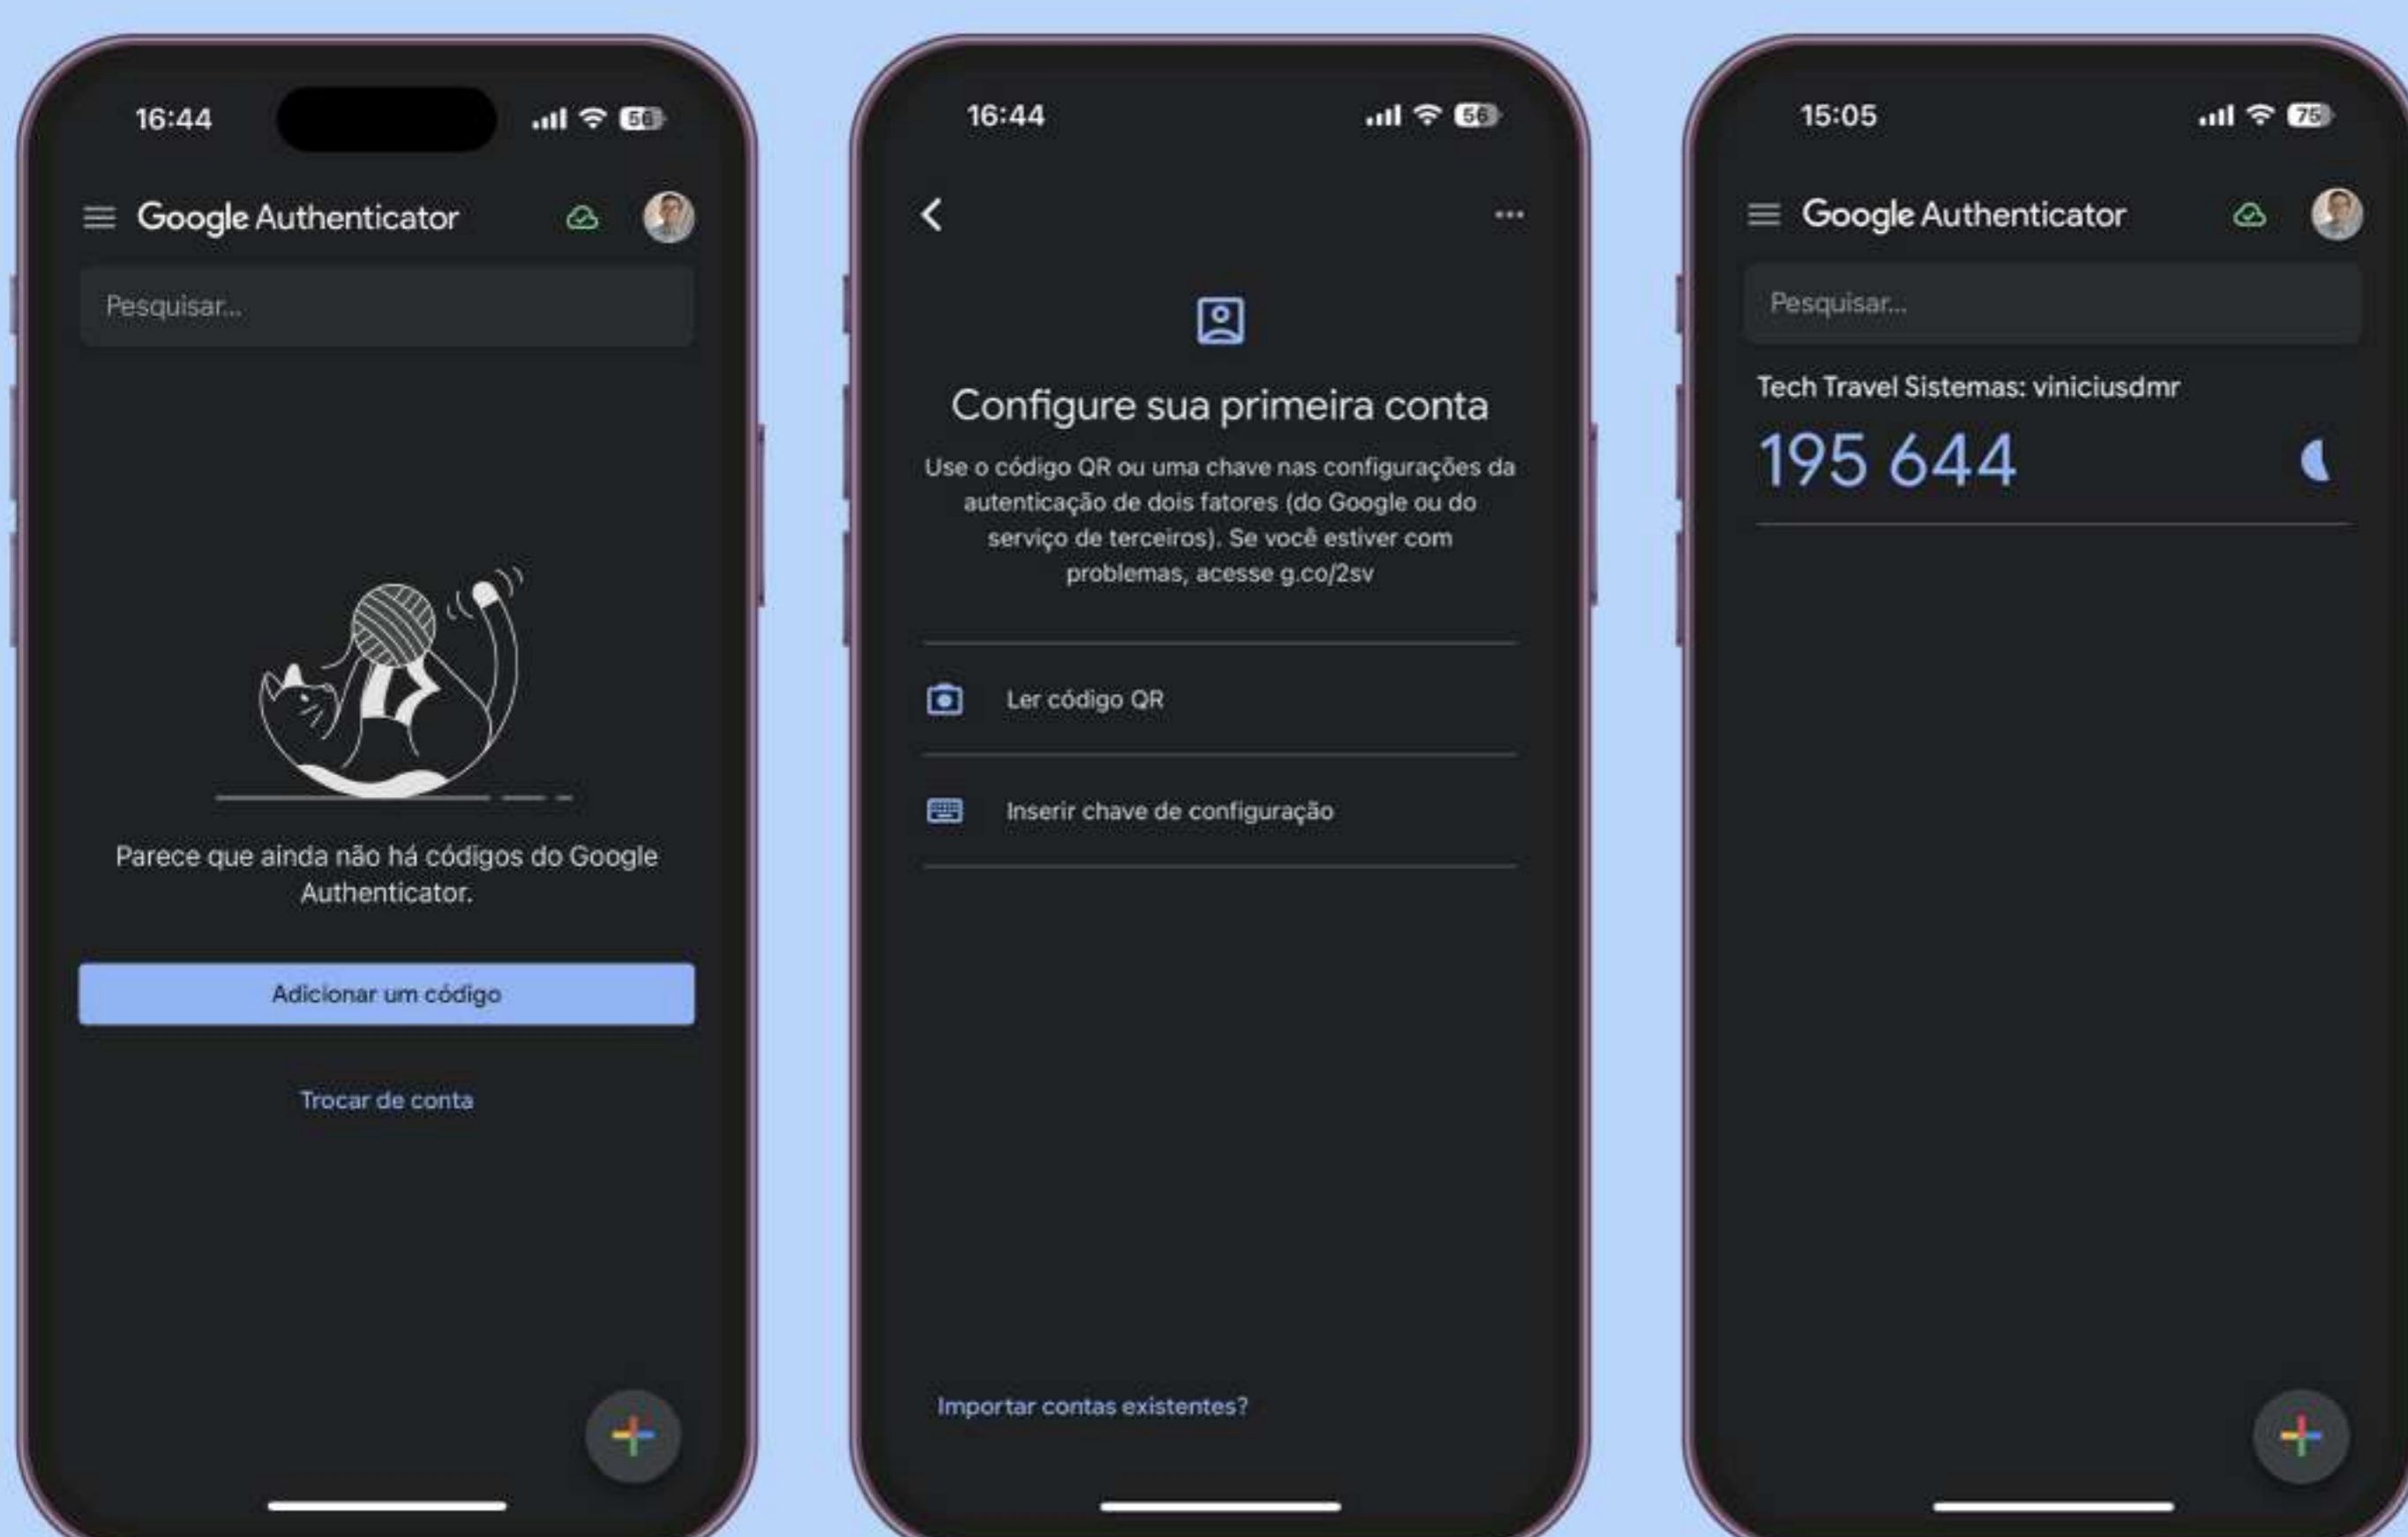 16:44
56
Google Authenticator
Pesquisar...
Parece que ainda não há códigos do Google
Authenticator.
Adicionar um código
Trocar de conta
16:44
56
Configure sua primeira conta
Use o código QR ou uma chave nas configurações da
autenticação de dois fatores (do Google ou do
serviço de terceiros). Se você estiver com
problemas, acesse g.co/2sv
Ler código QR
Inserir chave de configuração
Importar contas existentes?
15:05
75
Google Authenticator
Pesquisar...
Tech Travel Sistemas: viniciusdmr
195 644